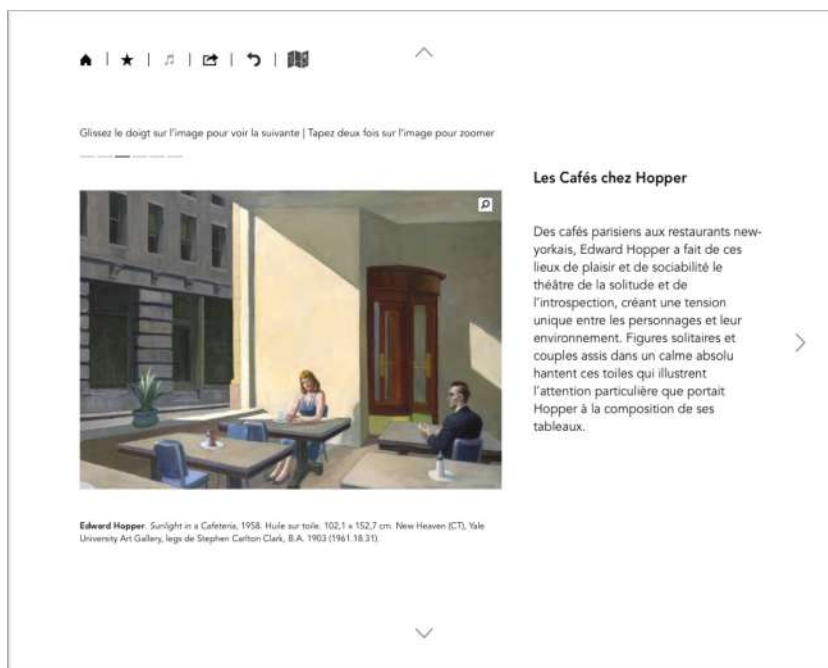 Glissez le doigt sur l'image pour voir la suivante | Tapez deux fois sur l'image pour zoomer
Les Cafés chez Hopper
Des cafés parisiens aux restaurants new-
yorkais, Edward Hopper a fait de ces
lieux de plaisir et de sociabilité le
théâtre de la solitude et de
l'introspection, créant une tension
unique entre les personnages et leur
environnement. Figures solitaires et
couples assis dans un calme absolu
hantent ces toiles qui illustrent
l'attention particulière que portait
Hopper à la composition de ses
tableaux.
Edward Hopper. Sunlight in a Cafeteria, 1958. Huile sur toile. 102,1 x 152,7 cm. New Heaven (CT), Yale
University Art Gallery, legs de Stephen Carlton Clark, B.A. 1903 (1961.18.31).